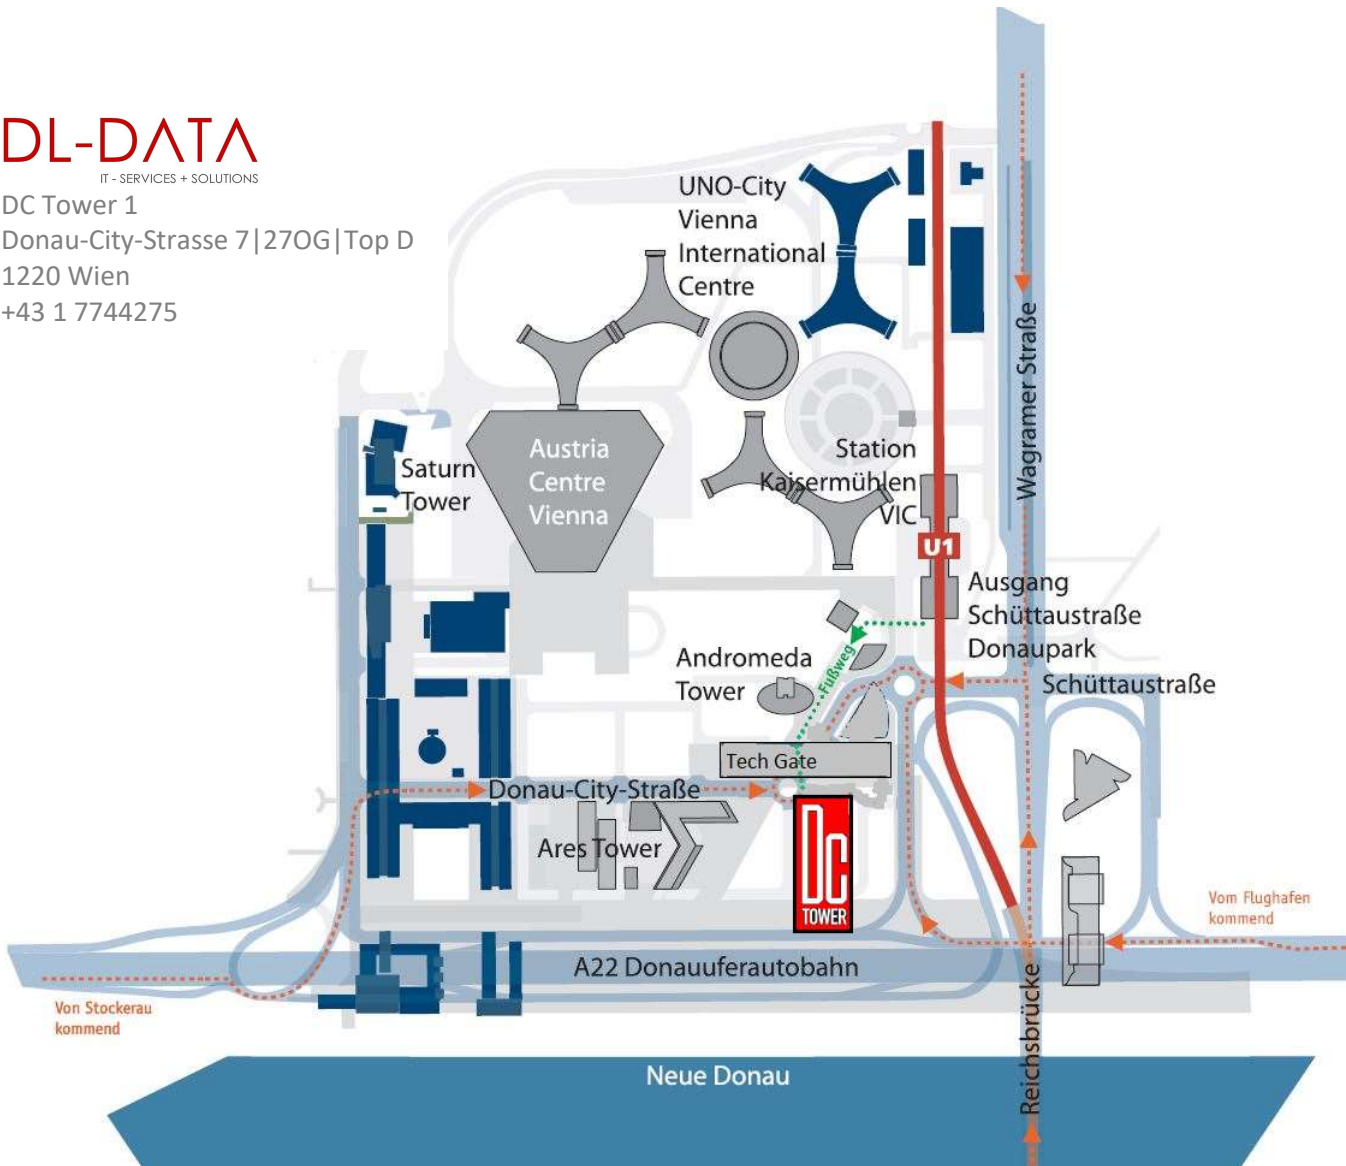 DL-DATA
IT - SERVICES + SOLUTIONS
DC Tower 1
Donau-City-Strasse 7|27OG|Top D
1220 Wien
+43 1 7744275
UNO-City
Vienna
International
Centre
Wagramer Straße
Austria
Centre
Vienna
Saturn
Tower
Station
Kaisermühlen
VIC
U1
Ausgang
Schüttaustraße
Donaupark
Schüttaustraße
Andromeda
Tower
Fußweg
Tech Gate
Donau-City-Straße
Ares Tower
DC
TOWER
Vom Flughafen
kommend
A22 Donauuferautobahn
Von Stockerau
kommend
Reichsbrücke
Neue Donau